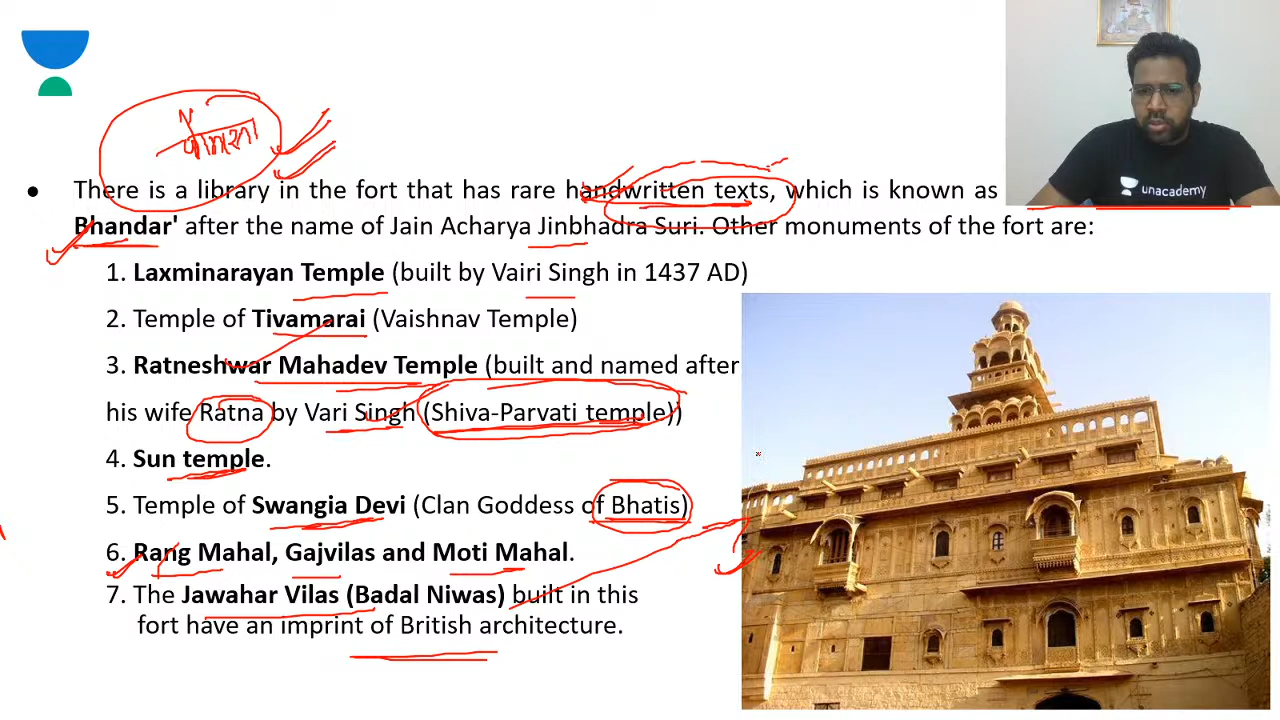 There is a library in the fort that has rare handwritten texts, which is known as
Bhandar' after the name of Jain Acharya Jinbhadra Suri. Other monuments of the fort are:
1. Laxminarayan Temple (built by Vairi Singh in 1437 AD)
2. Temple of Tivamarai (Vaishnav Temple)
3. Ratneshwar Mahadev Temple (built and named after
his wife Ratna by Vari Singh (Shiva-Parvati temple))
4. Sun temple.
5. Temple of Swangia Devi (Clan Goddess of Bhatis)
6. Rang Mahal, Gajvilas and Moti Mahal.
7. The Jawahar Vilas (Badal Niwas) built in this
fort have an imprint of British architecture.
unacademy